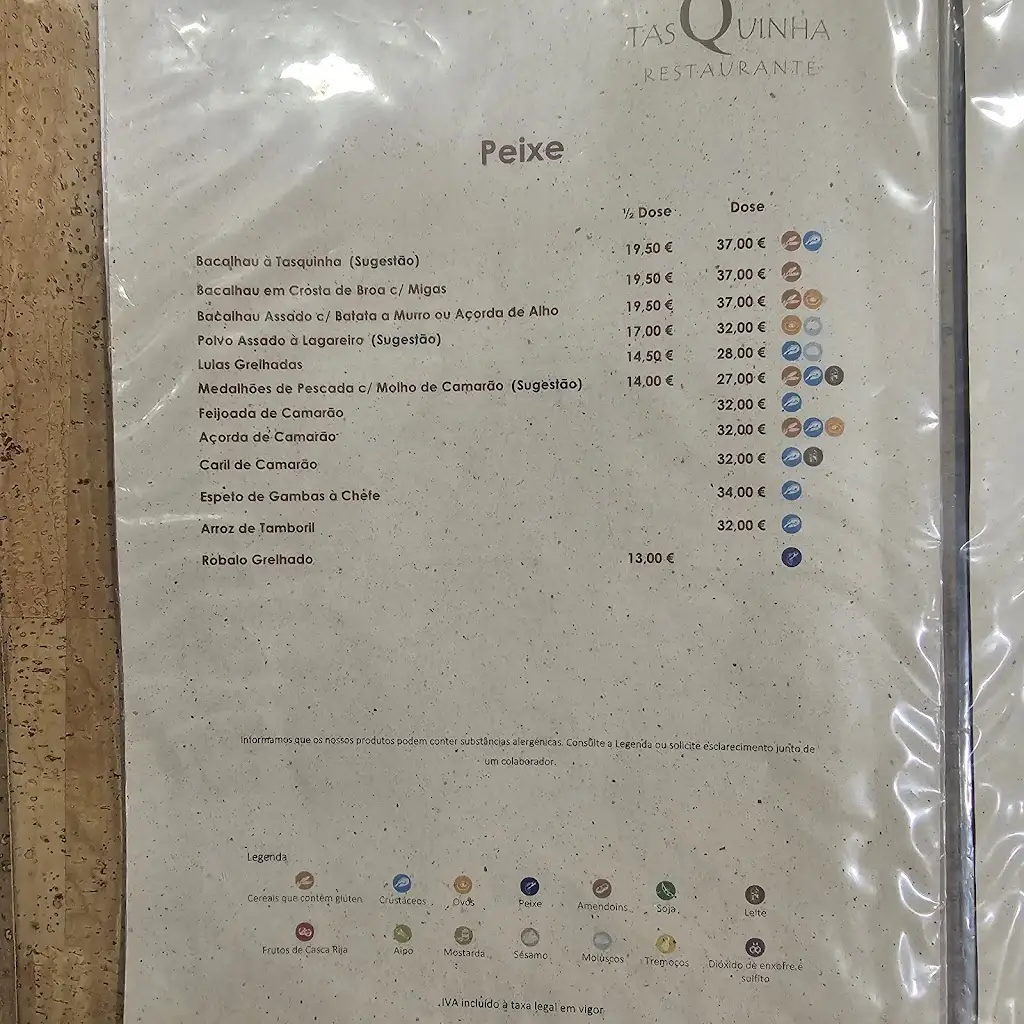 TASQUINHA
RESTAURANTE
Peixe
½ Dose Dose
Bacalhau à Tasquinha (Sugestão) 19,50 € 37,00 €
Bacalhau em Crosta de Broa c/ Migas 19,50 € 37,00 €
Bacalhau Assado c/ Batata a Murro ou Açorda de Alho 19,50 € 37,00 €
Polvo Assado à Lagareiro (Sugestão) 17,00 € 32,00 €
Lulas Grelhadas 14,50 € 28,00 €
Medalhões de Pescada c/ Molho de Camarão (Sugestão) 14,00 € 27,00 €
Feijoada de Camarão 32,00 €
Açorda de Camarão 32,00 €
Caril de Camarão 32,00 €
Espeto de Gambas à Chefe 34,00 €
Arroz de Tamboril 32,00 €
Robalo Grelhado 13,00 €
Informamos que os nossos produtos podem conter substâncias alergénicas. Consulte a Legenda ou solicite esclarecimento junto de
um colaborador.
Legenda
Cereais que contêm glúten Crustáceos Ovos Peixe Amendoins Soja Leite
Frutos de Casca Rija Aipo Mostarda Sésamo Moluscos Tremoços Dióxido de enxofre e
sulfito
IVA incluído à taxa legal em vigor